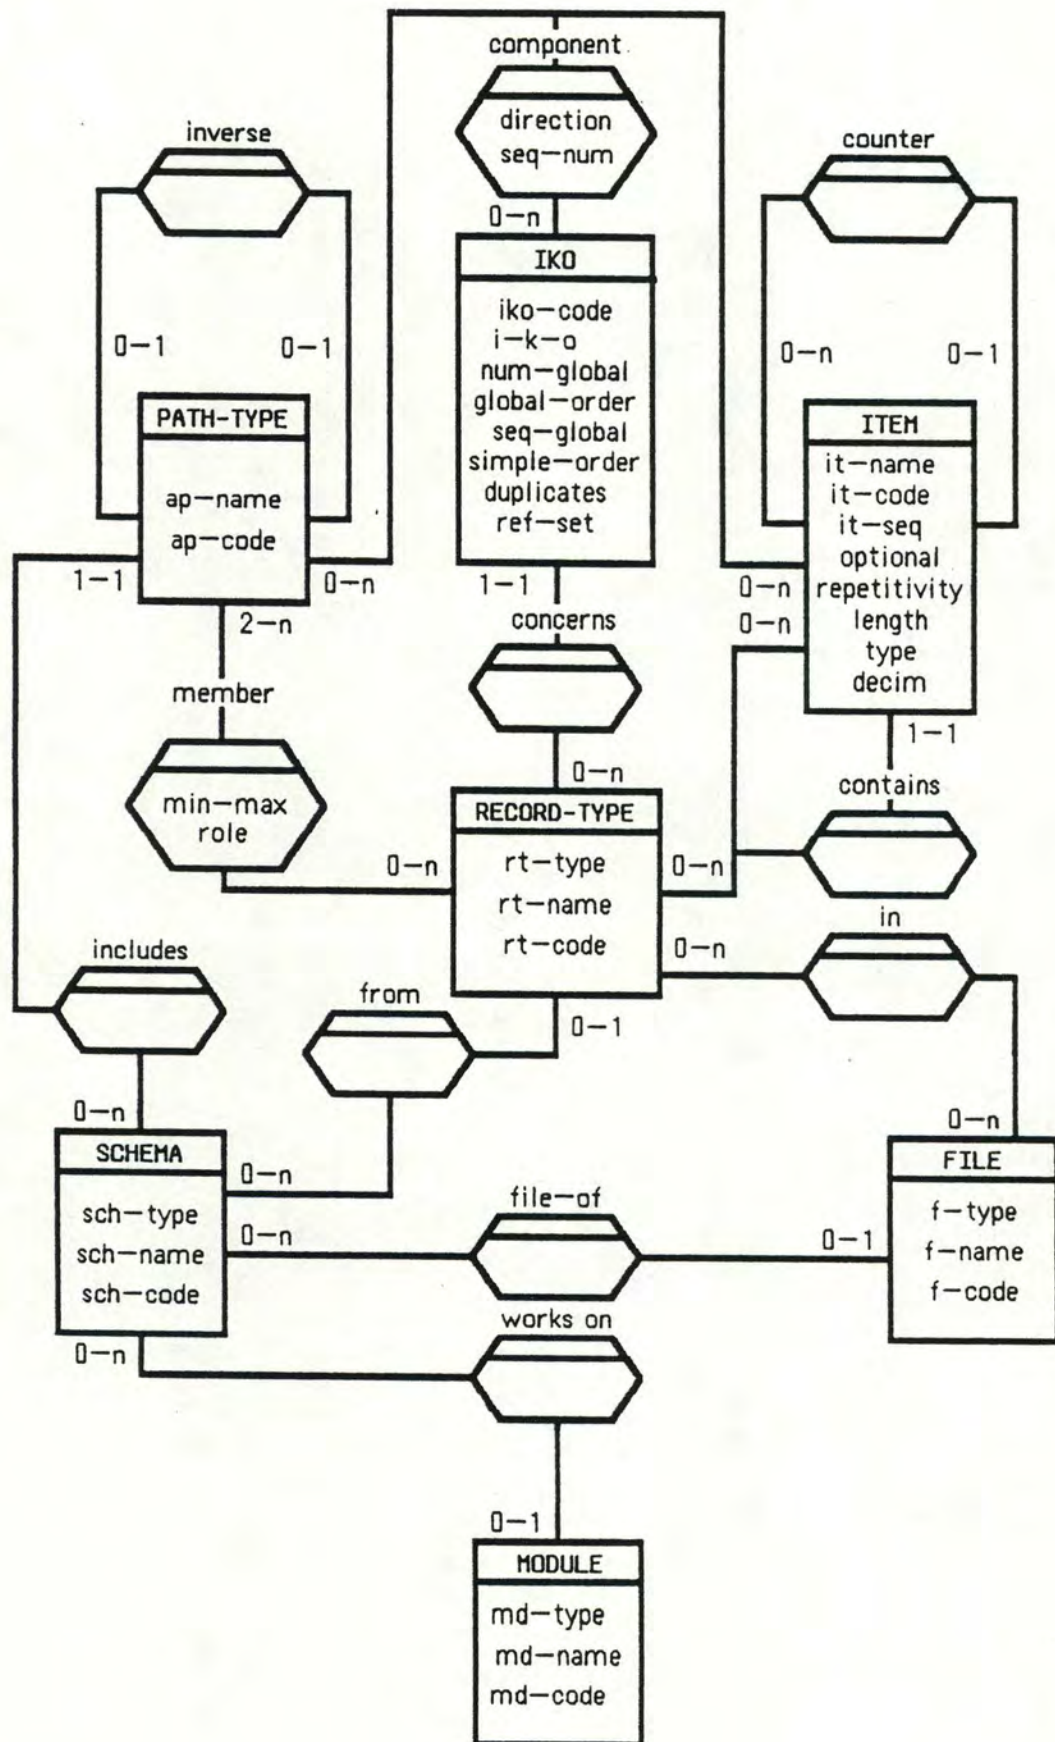 component
direction
seq-num
inverse
counter
0-n
IKO
iko-code
i-k-o
num-global
global-order
seq-global
simple-order
duplicates
ref-set
0-1
0-1
0-n
0-1
PATH-TYPE
ap-name
ap-code
ITEM
it-name
it-code
it-seq
optional
repetitivity
length
type
decim
1-1
0-n
1-1
0-n
2-n
concerns
0-n
member
1-1
min-max
role
0-n
contains
RECORD-TYPE
rt-type
rt-name
rt-code
0-n
0-n
in
0-n
includes
from
0-1
0-n
0-n
SCHEMA
sch-type
sch-name
sch-code
0-n
FILE
f-type
f-name
f-code
file-of
0-n
0-1
works on
0-n
0-1
MODULE
md-type
md-name
md-code